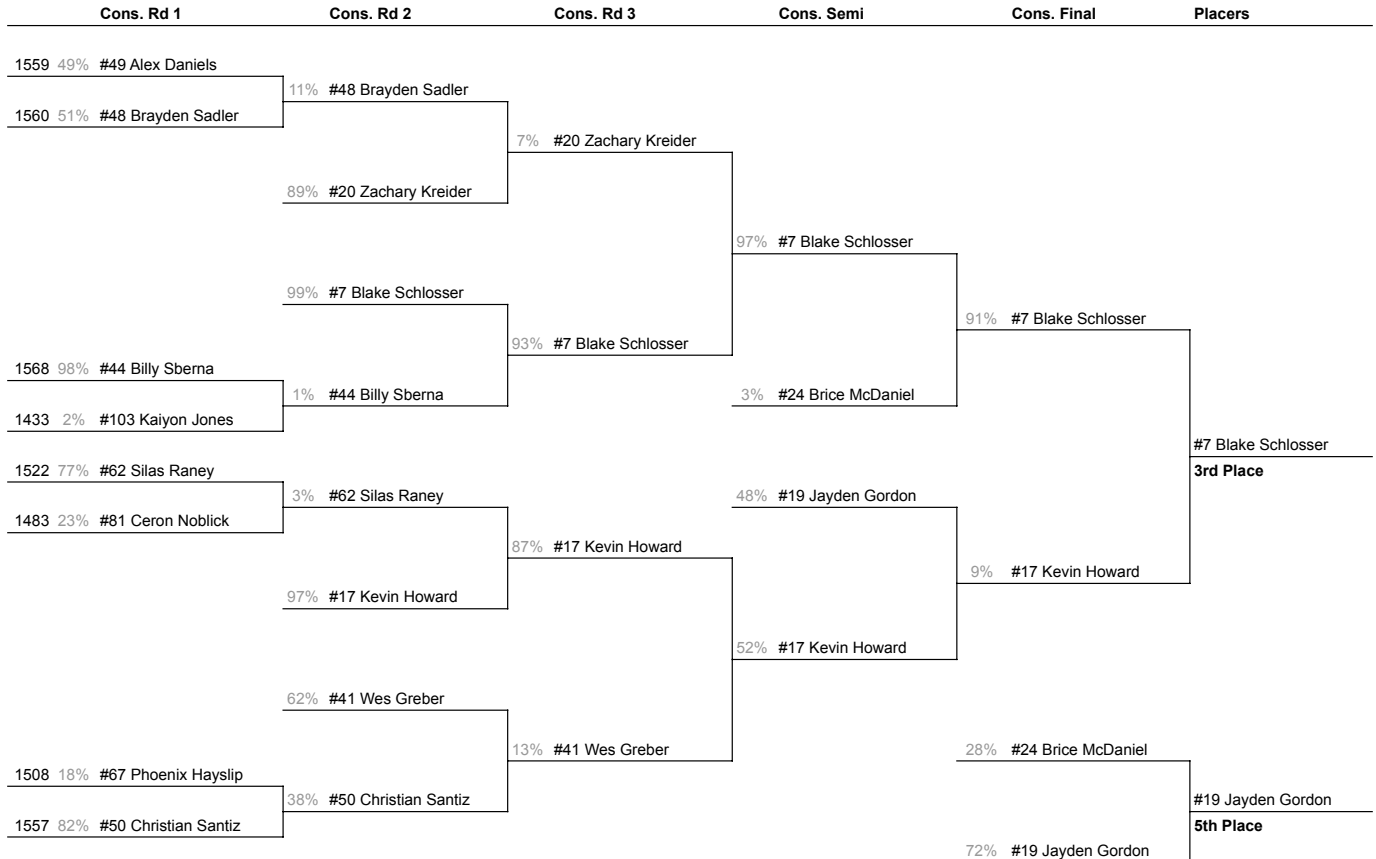 Cons. Rd 1 Cons. Rd 2 Cons. Rd 3 Cons. Semi Cons. Final Placers
1559 49% #49 Alex Daniels
11% #48 Brayden Sadler
1560 51% #48 Brayden Sadler
7% #20 Zachary Kreider
89% #20 Zachary Kreider
97% #7 Blake Schlosser
99% #7 Blake Schlosser
91% #7 Blake Schlosser
93% #7 Blake Schlosser
1568 98% #44 Billy Sberna
1% #44 Billy Sberna
3% #24 Brice McDaniel
1433 2% #103 Kaiyon Jones
#7 Blake Schlosser
1522 77% #62 Silas Raney
3rd Place
3% #62 Silas Raney
48% #19 Jayden Gordon
1483 23% #81 Ceron Noblick
87% #17 Kevin Howard
9% #17 Kevin Howard
97% #17 Kevin Howard
52% #17 Kevin Howard
62% #41 Wes Greber
13% #41 Wes Greber
28% #24 Brice McDaniel
1508 18% #67 Phoenix Hayslip
38% #50 Christian Santiz
#19 Jayden Gordon
1557 82% #50 Christian Santiz
5th Place
72% #19 Jayden Gordon